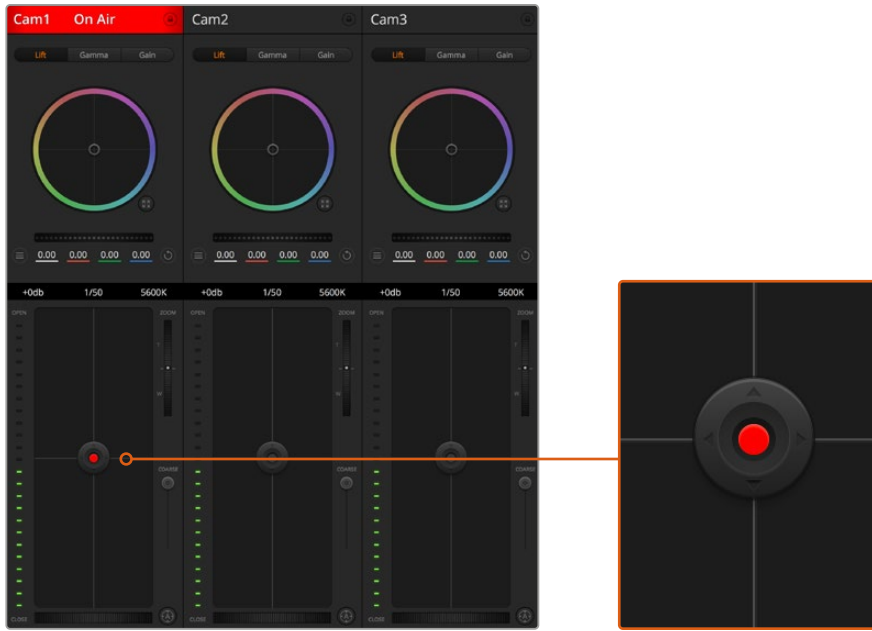 Cam1 On Air Cam2 Cam3
Lift Gamma Gain Lift Gamma Gain Lift Gamma Gain
0.00 0.00 0.00 0.00 0.00 0.00 0.00 0.00 0.00 0.00 0.00 0.00
+0db 1/50 5600K +0db 1/50 5600K +0db 1/50 5600K
OPEN ZOOM OPEN ZOOM OPEN ZOOM
T T T
W W W
COARSE COARSE COARSE
CLOSE CLOSE CLOSE